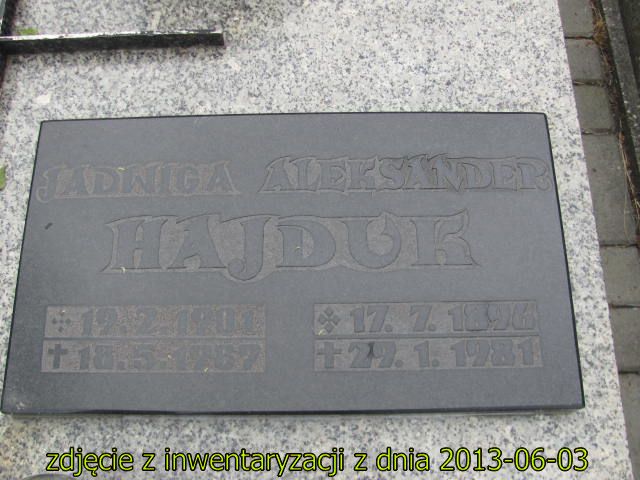 JADWIGA ALEKSANDER
HAJDUK
19.2.1901 17.7.1896
18.5.1987 29.1.1981
zdjęcie z inwentaryzacji z dnia 2013-06-03